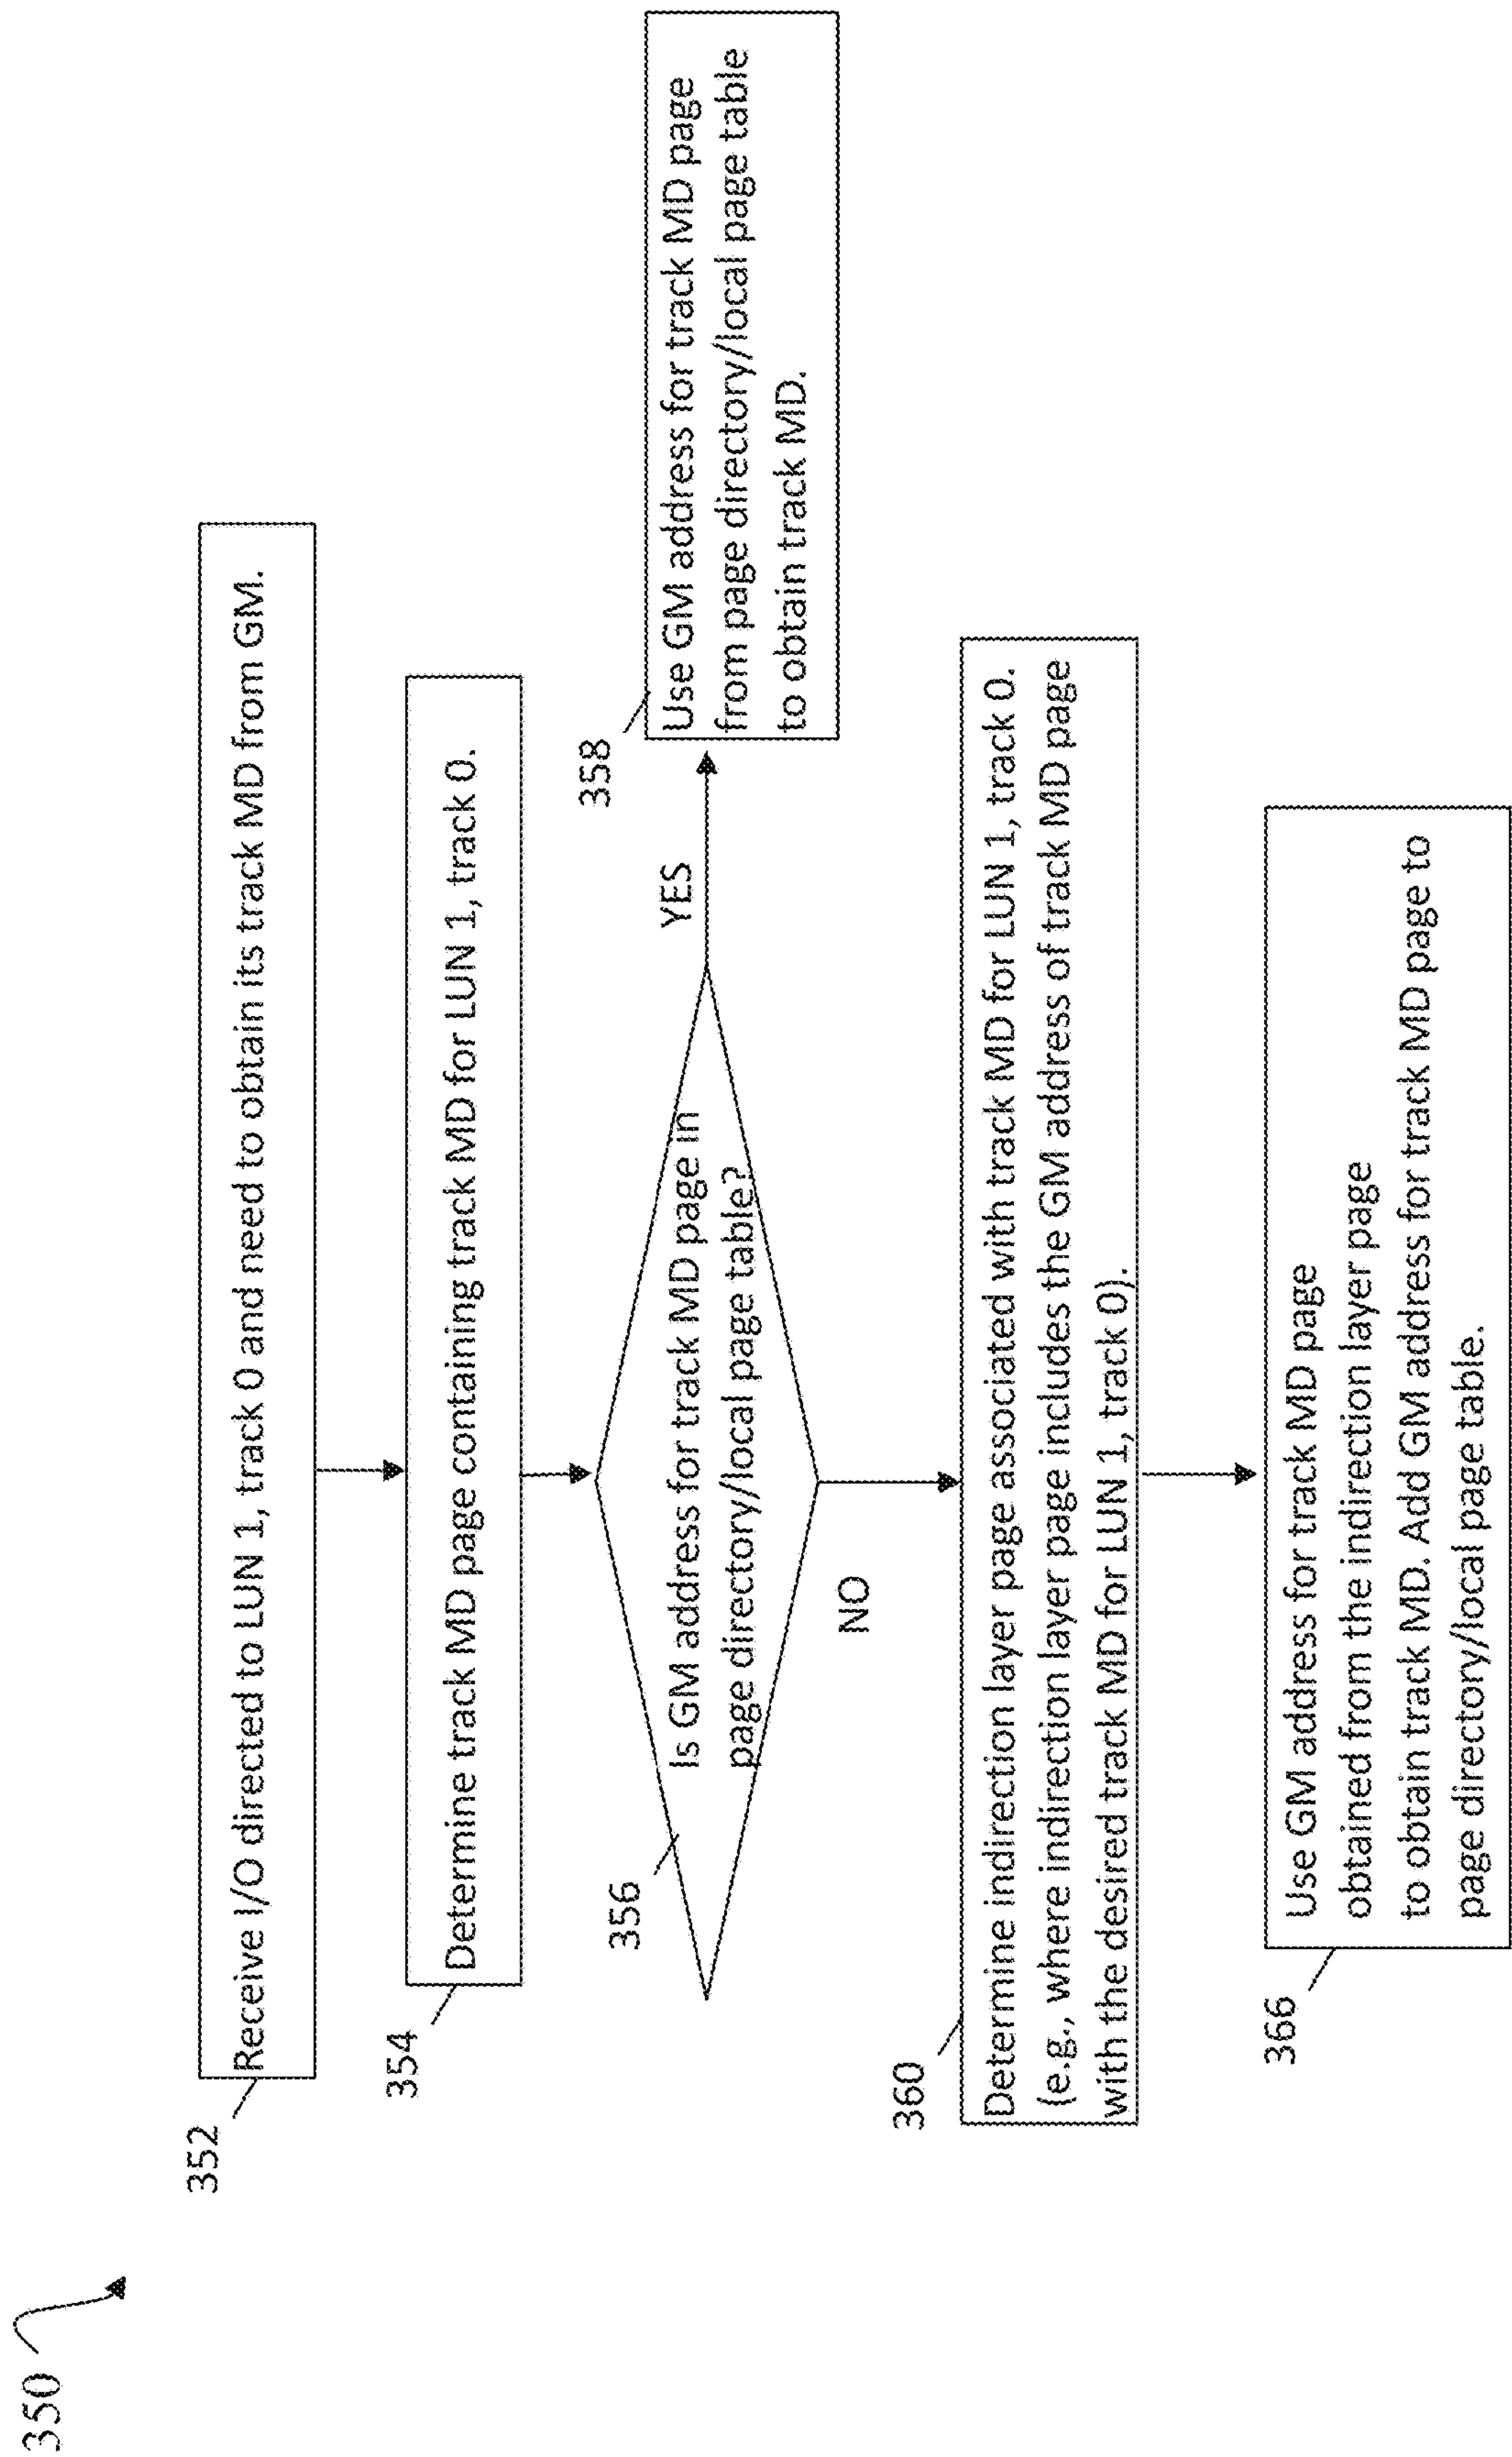 350
352
Receive I/O directed to LUN 1, track 0 and need to obtain its track MD from GM.
354
Determine track MD page containing track MD for LUN 1, track 0.
356
Is GM address for track MD page in
page directory/local page table?
YES
358
Use GM address for track MD page
from page directory/local page table
to obtain track MD.
NO
360
Determine indirection layer page associated with track MD for LUN 1, track 0.
(e.g., where indirection layer page includes the GM address of track MD page
with the desired track MD for LUN 1, track 0).
366
Use GM address for track MD page
obtained from the indirection layer page
to obtain track MD. Add GM address for track MD page to
page directory/local page table.